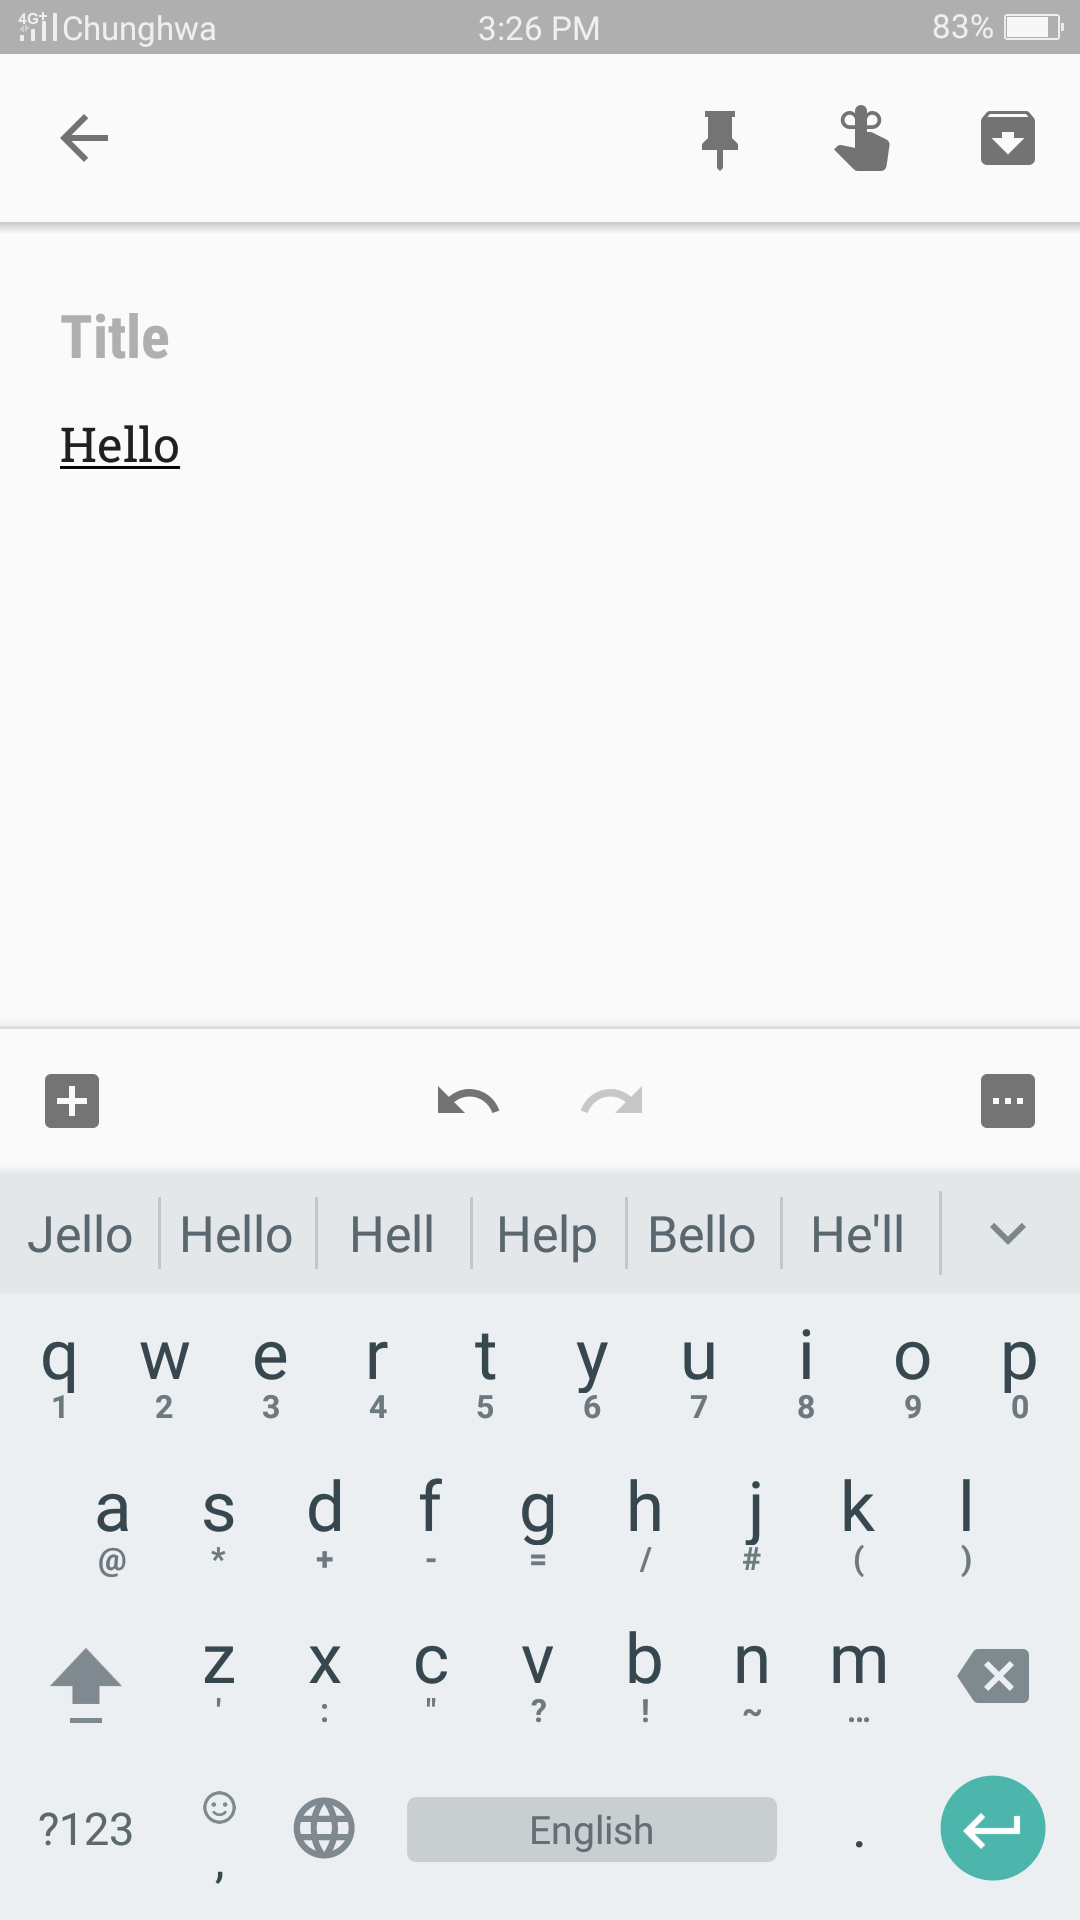 4G+ Chunghwa 3:26 PM 83%
Title
Hello
Jello Hello Hell Help Bello He'll
q w e r t y u i o p
1 2 3 4 5 6 7 8 9 0
a s d f g h j k l
@ * + - = / # ( )
z x c v b n m
' : " ? ! ~ …
?123 , English .